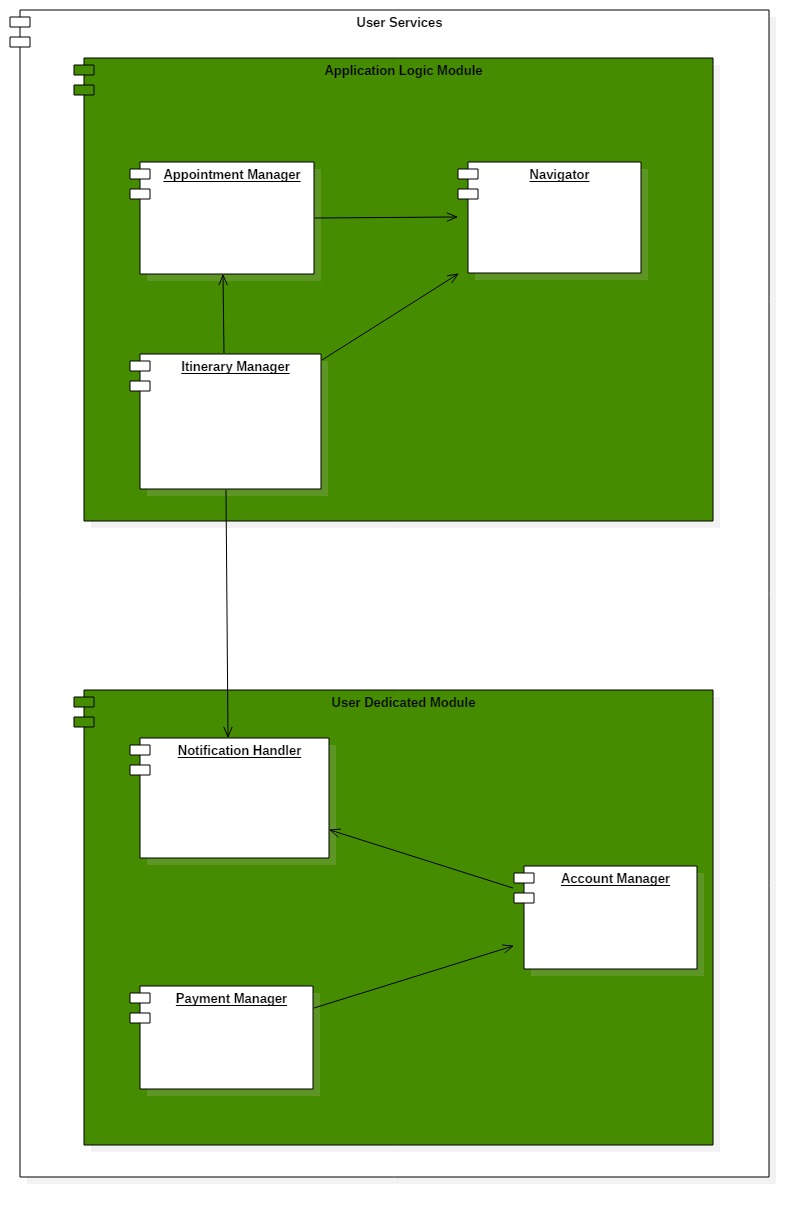 User Services
Application Logic Module
Appointment Manager
Navigator
Itinerary Manager
User Dedicated Module
Notification Handler
Account Manager
Payment Manager